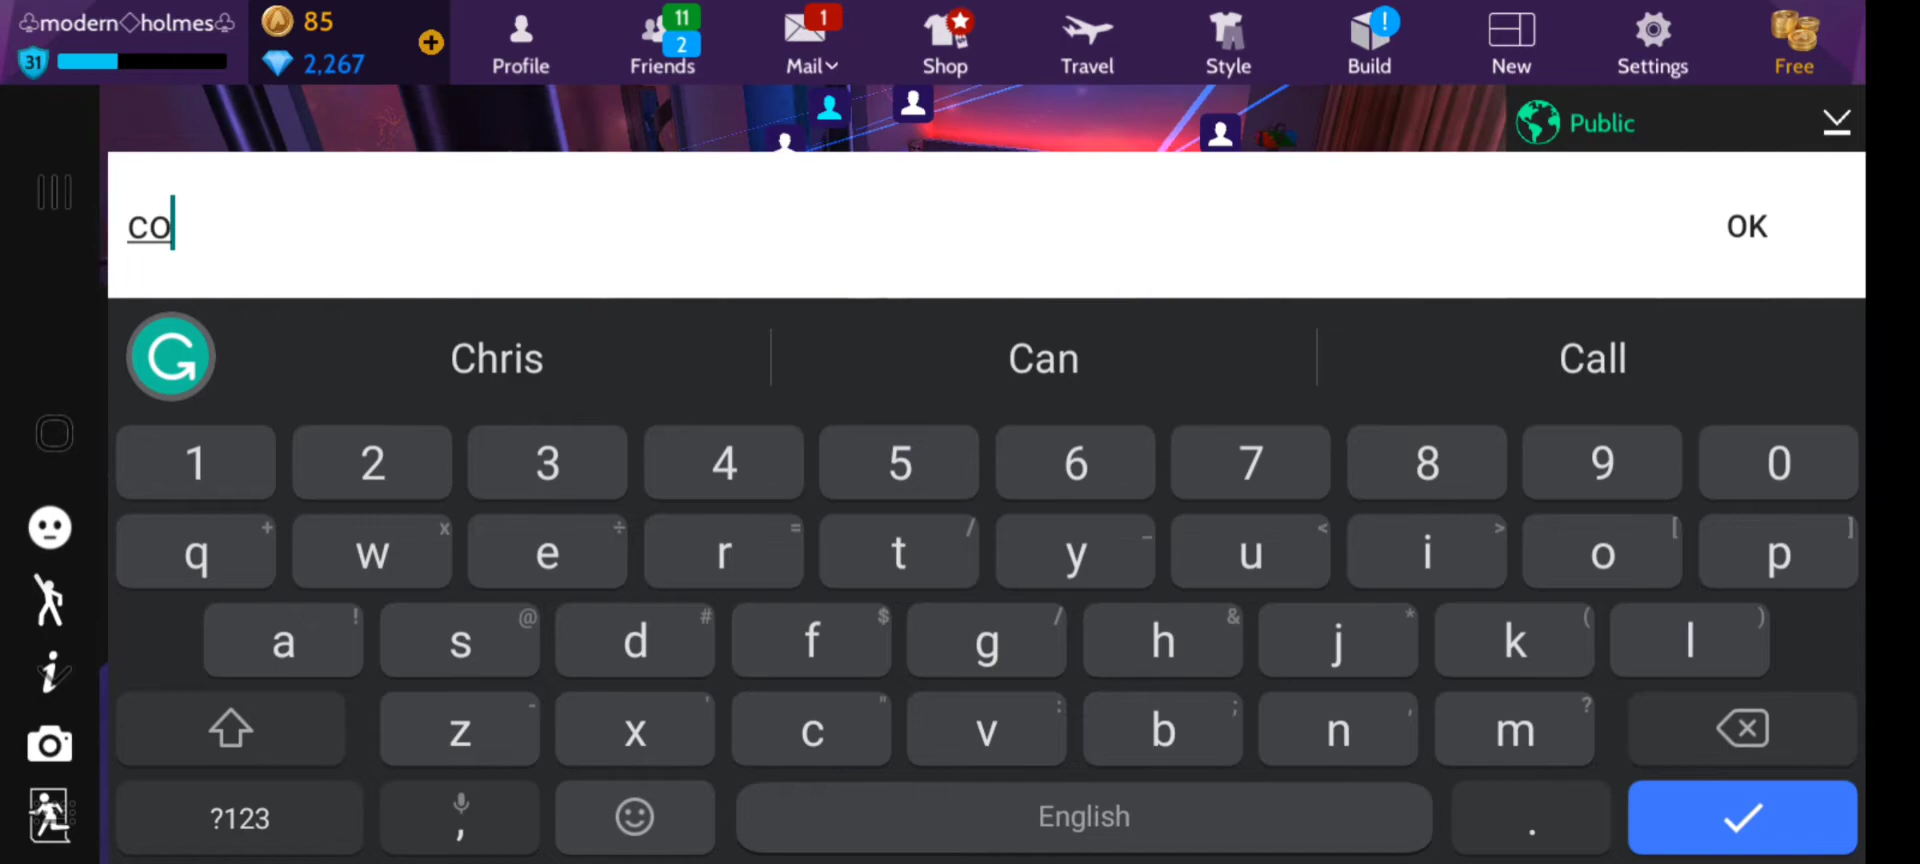 ♧modern◇holmes♧
85
11
1
!
31
2,267
2
Profile
Friends
Mail
Shop
Travel
Style
Build
New
Settings
Free
Public
co
OK
Chris
Can
Call
1 2 3 4 5 6 7 8 9 0
q + w x e ÷ r = t / y _ u < i > o [ p ]
a ! s @ d # f $ g / h & j * k ( l )
z - x ' c " v : b ; n , m ?
?123 , English .